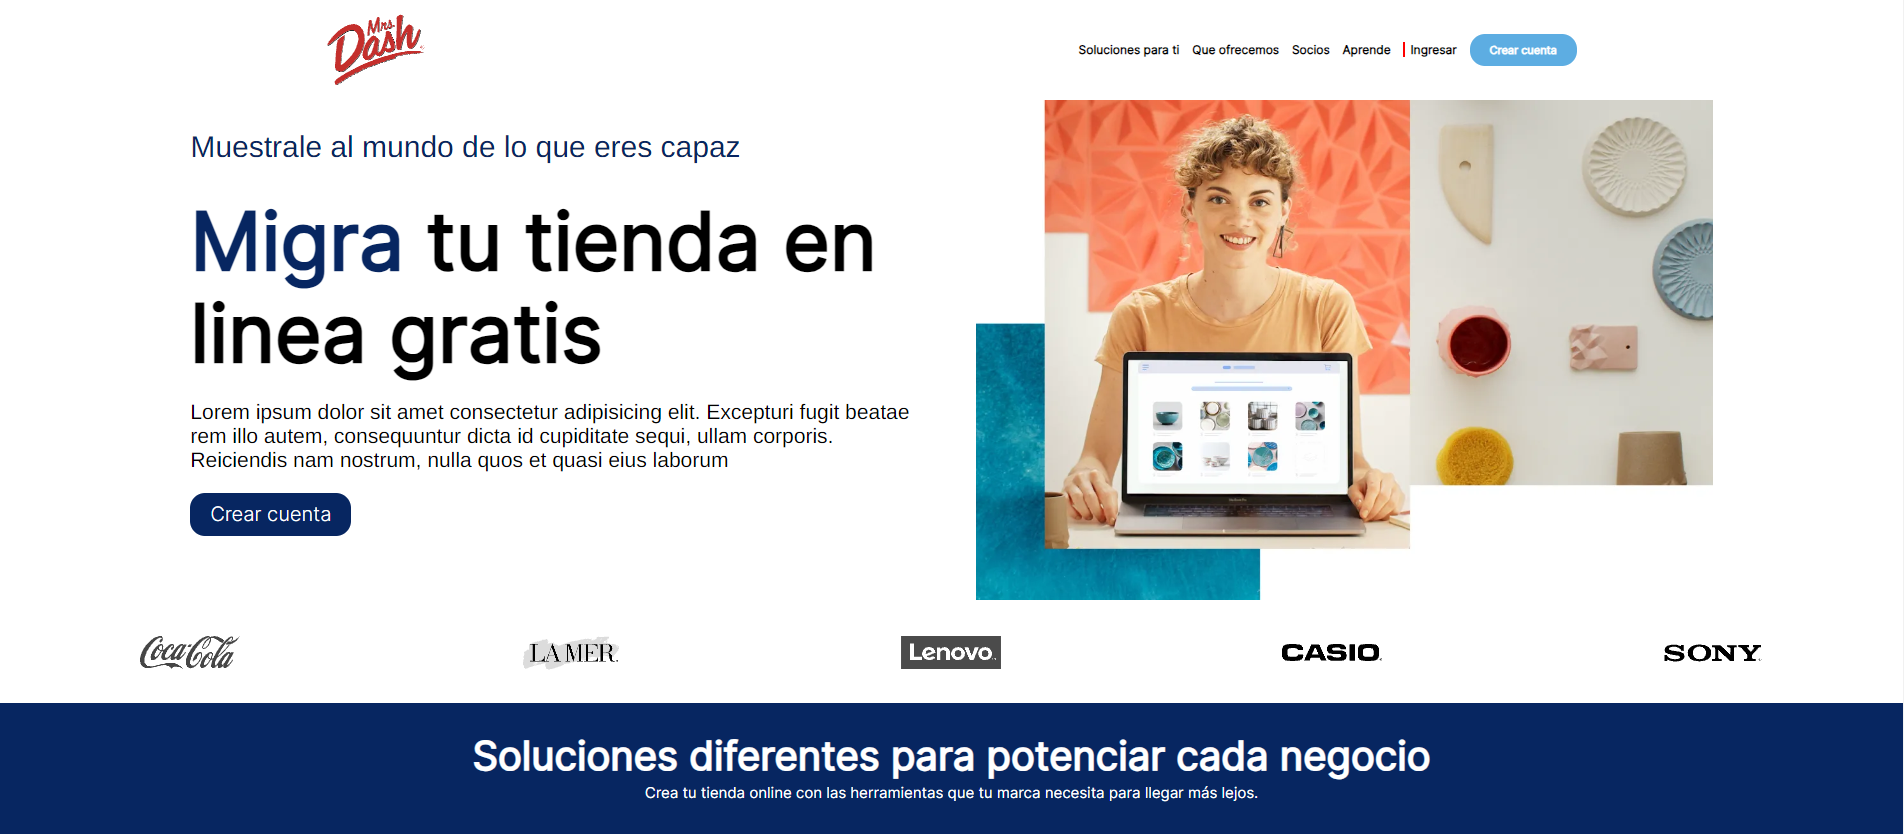 Mrs.
Dash
Soluciones para ti
Que ofrecemos
Socios
Aprende
Ingresar
Crear cuenta
Muestrale al mundo de lo que eres capaz
Migra tu tienda en
linea gratis
Lorem ipsum dolor sit amet consectetur adipisicing elit. Excepturi fugit beatae
rem illo autem, consequuntur dicta id cupiditate sequi, ullam corporis.
Reiciendis nam nostrum, nulla quos et quasi eius laborum
Crear cuenta
Coca-Cola
LA MER.
Lenovo
CASIO
SONY
Soluciones diferentes para potenciar cada negocio
Crea tu tienda online con las herramientas que tu marca necesita para llegar más lejos.